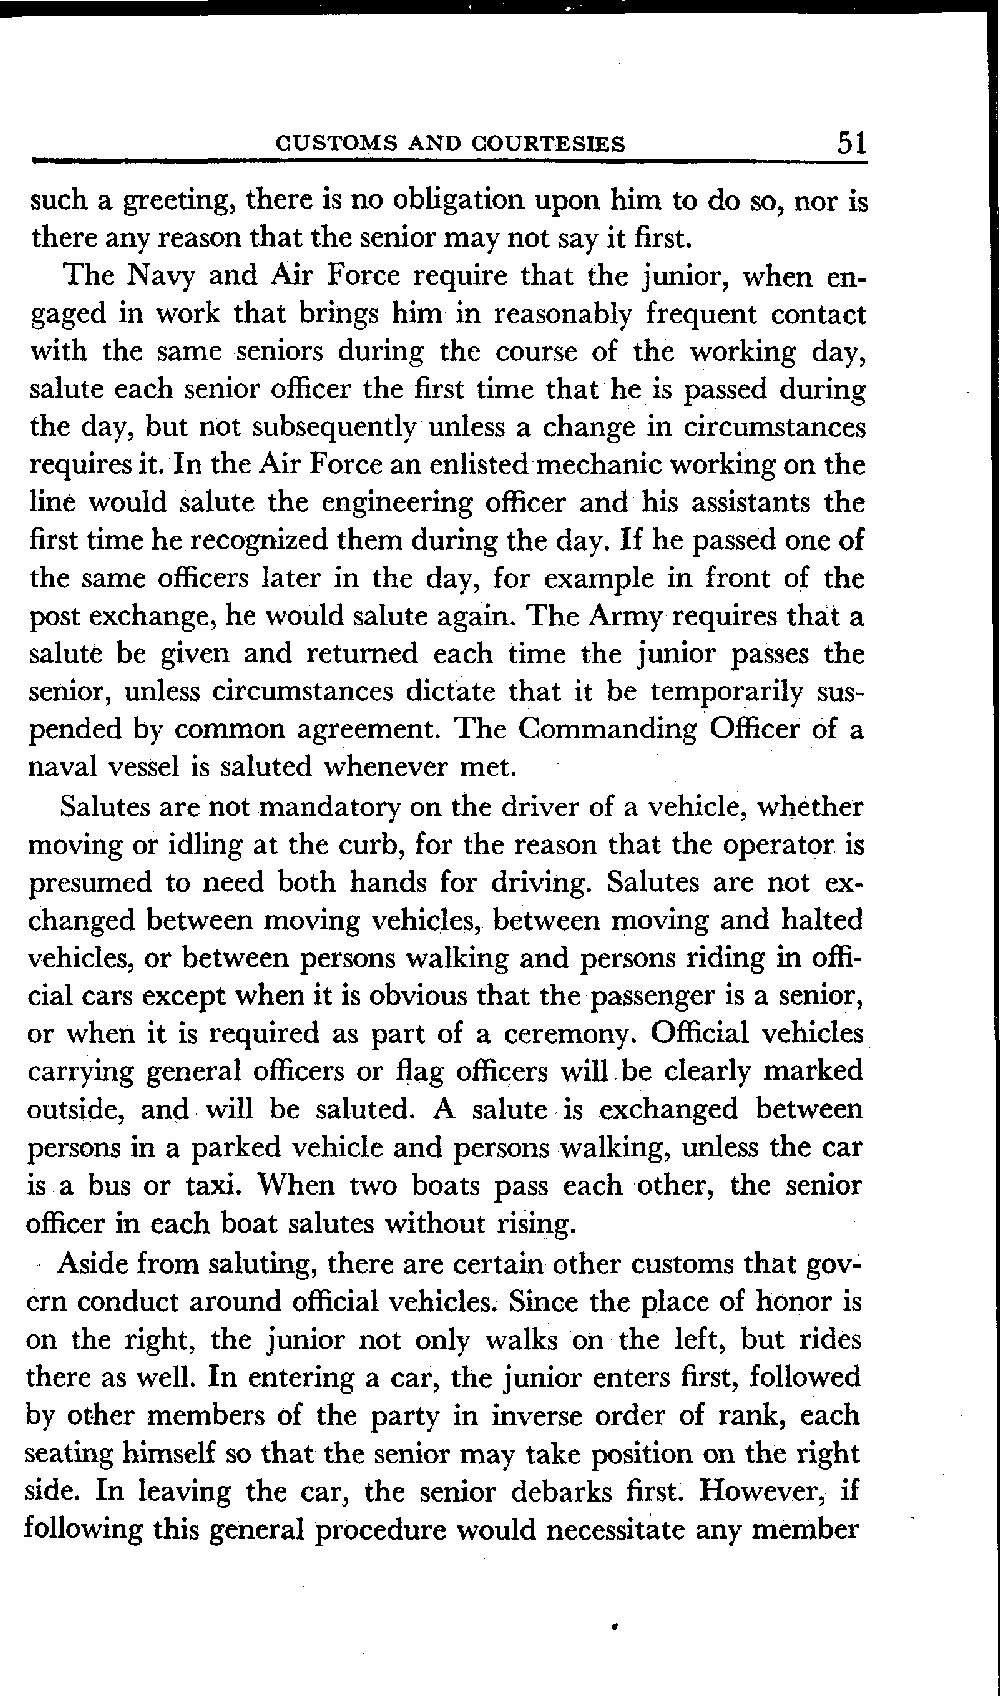 CUSTOMS AND COURTESIES 51
such a greeting, there is no obligation upon him to do so, nor is
there any reason that the senior may not say it first.
The Navy and Air Force require that the junior, when en-
gaged in work that brings him in reasonably frequent contact
with the same seniors during the course of the working day,
salute each senior officer the first time that he is passed during
the day, but not subsequently unless a change in circumstances
requires it. In the Air Force an enlisted mechanic working on the
line would salute the engineering officer and his assistants the
first time he recognized them during the day. If he passed one of
the same officers later in the day, for example in front of the
post exchange, he would salute again. The Army requires that a
salute be given and returned each time the junior passes the
senior, unless circumstances dictate that it be temporarily sus-
pended by common agreement. The Commanding Officer of a
naval vessel is saluted whenever met.
Salutes are not mandatory on the driver of a vehicle, whether
moving or idling at the curb, for the reason that the operator is
presumed to need both hands for driving. Salutes are not ex-
changed between moving vehicles, between moving and halted
vehicles, or between persons walking and persons riding in offi-
cial cars except when it is obvious that the passenger is a senior,
or when it is required as part of a ceremony. Official vehicles
carrying general officers or flag officers will be clearly marked
outside, and will be saluted. A salute is exchanged between
persons in a parked vehicle and persons walking, unless the car
is a bus or taxi. When two boats pass each other, the senior
officer in each boat salutes without rising.
Aside from saluting, there are certain other customs that gov-
ern conduct around official vehicles. Since the place of honor is
on the right, the junior not only walks on the left, but rides
there as well. In entering a car, the junior enters first, followed
by other members of the party in inverse order of rank, each
seating himself so that the senior may take position on the right
side. In leaving the car, the senior debarks first. However, if
following this general procedure would necessitate any member